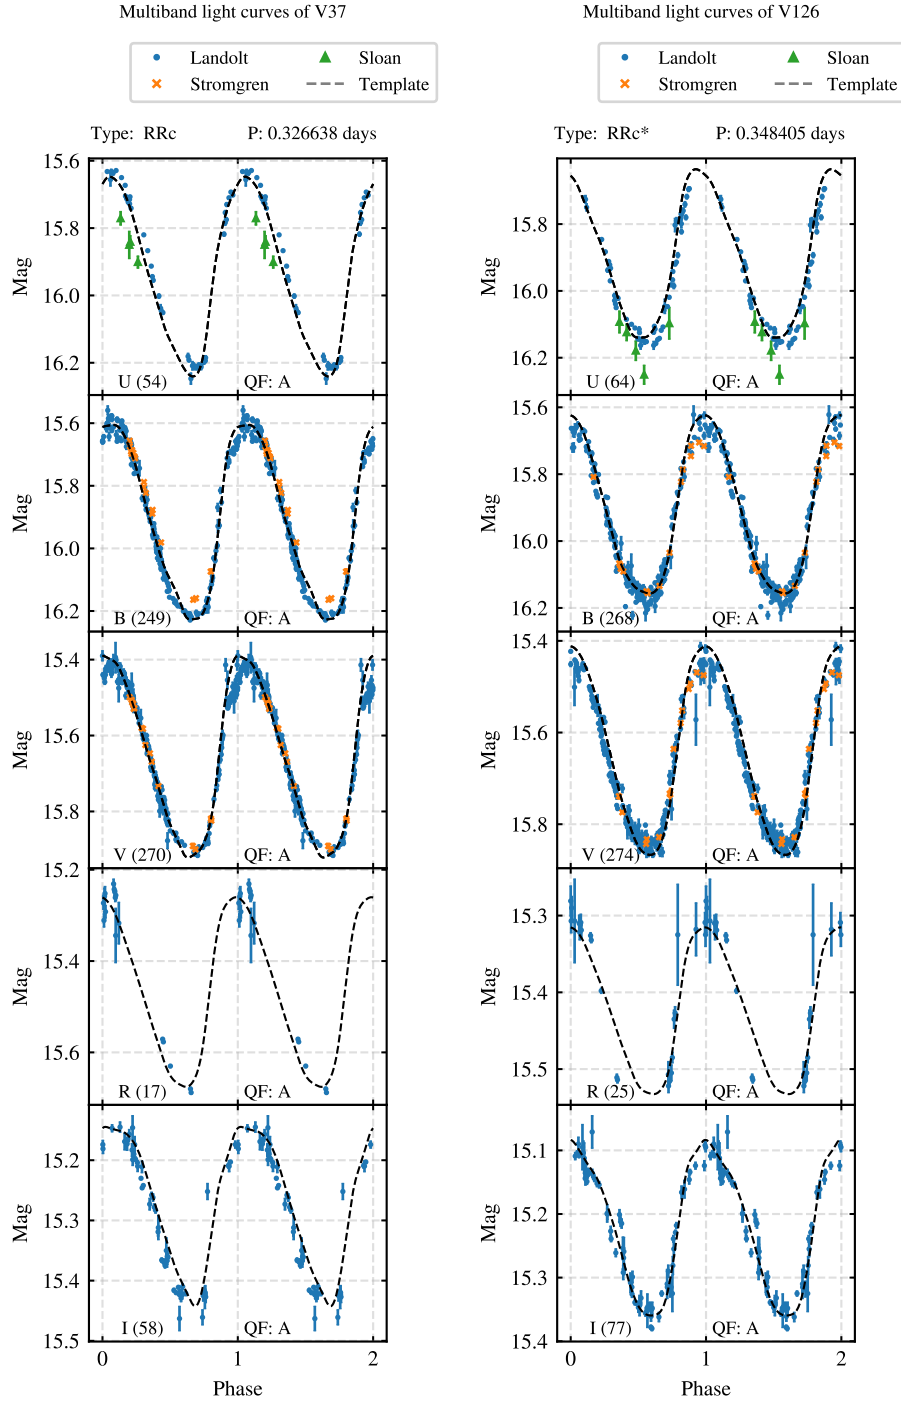 Multiband light curves of V37
Landolt
Stromgren
Sloan
Template
Type: RRc P: 0.326638 days
15.6
15.8
16.0
16.2
Mag
U (54) QF: A
15.6
15.8
16.0
16.2
Mag
B (249) QF: A
15.4
15.6
15.8
Mag
V (270) QF: A
15.2
15.4
15.6
Mag
R (17) QF: A
15.2
15.3
15.4
15.5
Mag
I (58) QF: A
0 1 2
Phase
Multiband light curves of V126
Landolt
Stromgren
Sloan
Template
Type: RRc* P: 0.348405 days
15.8
16.0
16.2
Mag
U (64) QF: A
15.6
15.8
16.0
16.2
Mag
B (268) QF: A
15.4
15.6
15.8
Mag
V (274) QF: A
15.3
15.4
15.5
Mag
R (25) QF: A
15.1
15.2
15.3
15.4
Mag
I (77) QF: A
0 1 2
Phase